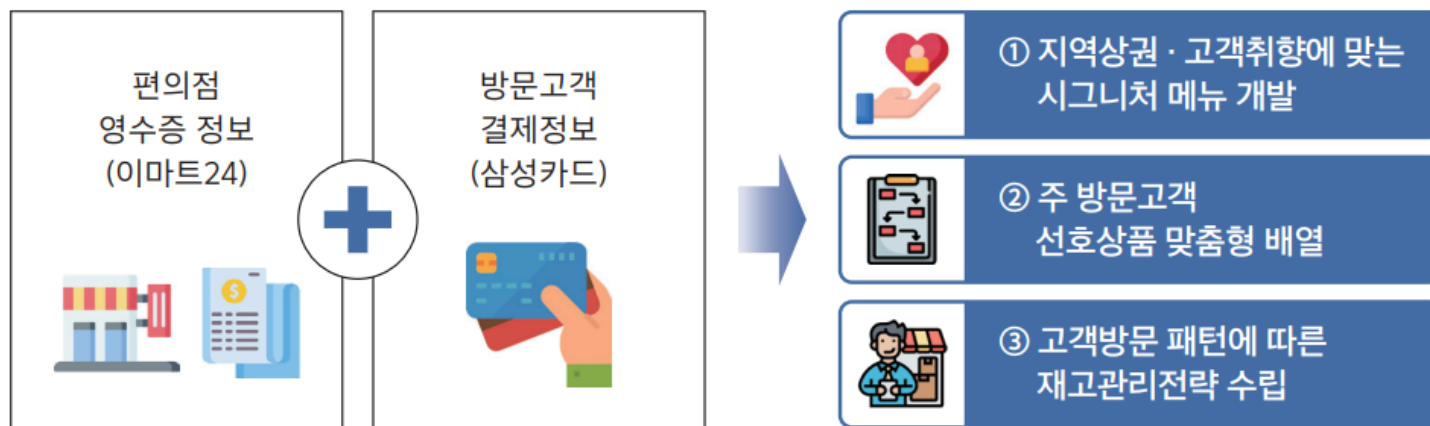 편의점
영수증 정보
(이마트24)
방문고객
결제정보
(삼성카드)
① 지역상권 · 고객취향에 맞는
시그니처 메뉴 개발
② 주 방문고객
선호상품 맞춤형 배열
③ 고객방문 패턴에 따른
재고관리전략 수립